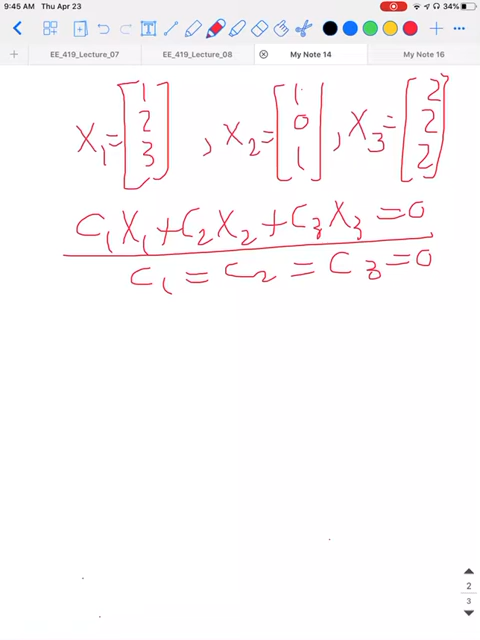 9:45 AM Thu Apr 23 34%
EE_419_Lecture_07 EE_419_Lecture_08 My Note 14 My Note 16
X₁ = [1 2 3] , X₂ = [1 0 1] , X₃ = [2 2 2]
C₁X₁ + C₂X₂ + C₃X₃ = 0
C₁ = C₂ = C₃ = 0
2
3